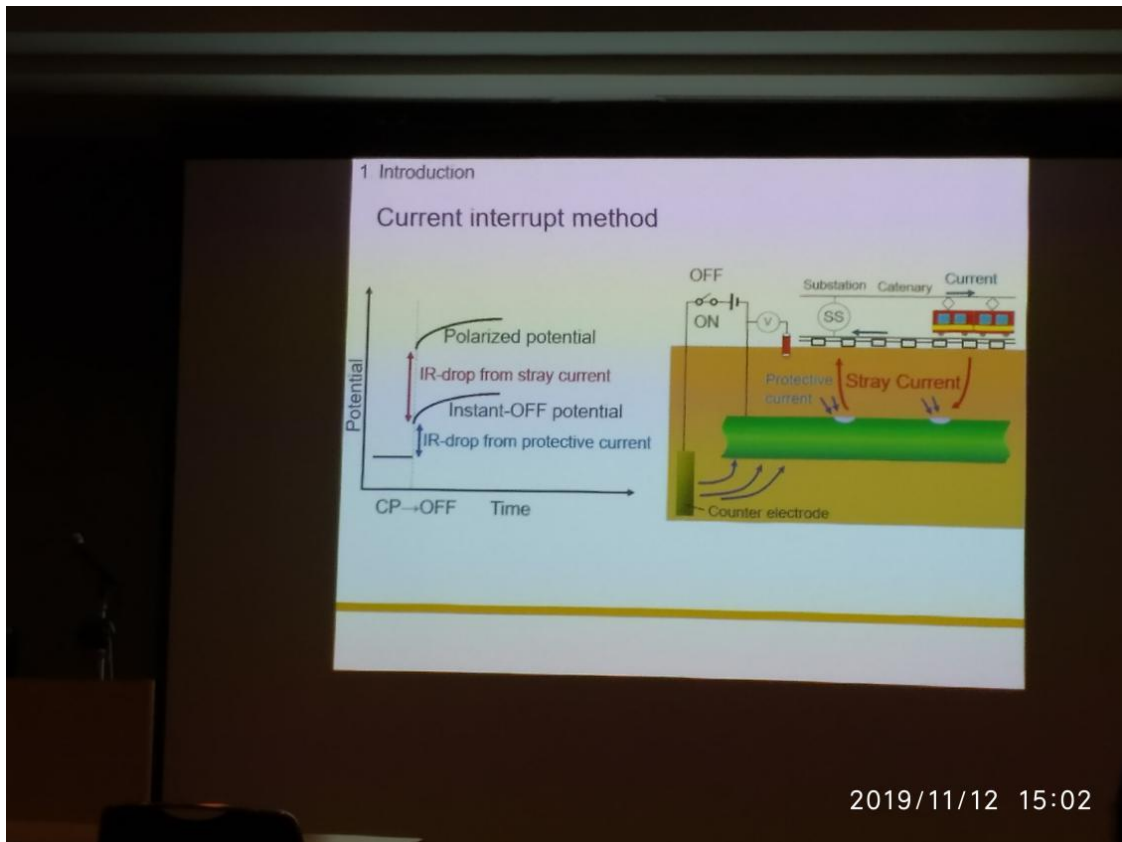 1 Introduction
Current interrupt method
Potential
Polarized potential
IR-drop from stray current
Instant-OFF potential
IR-drop from protective current
CP→OFF
Time
OFF
ON
V
Substation
Catenary
Current
SS
Protective
current
Stray Current
Counter electrode
2019/11/12 15:02